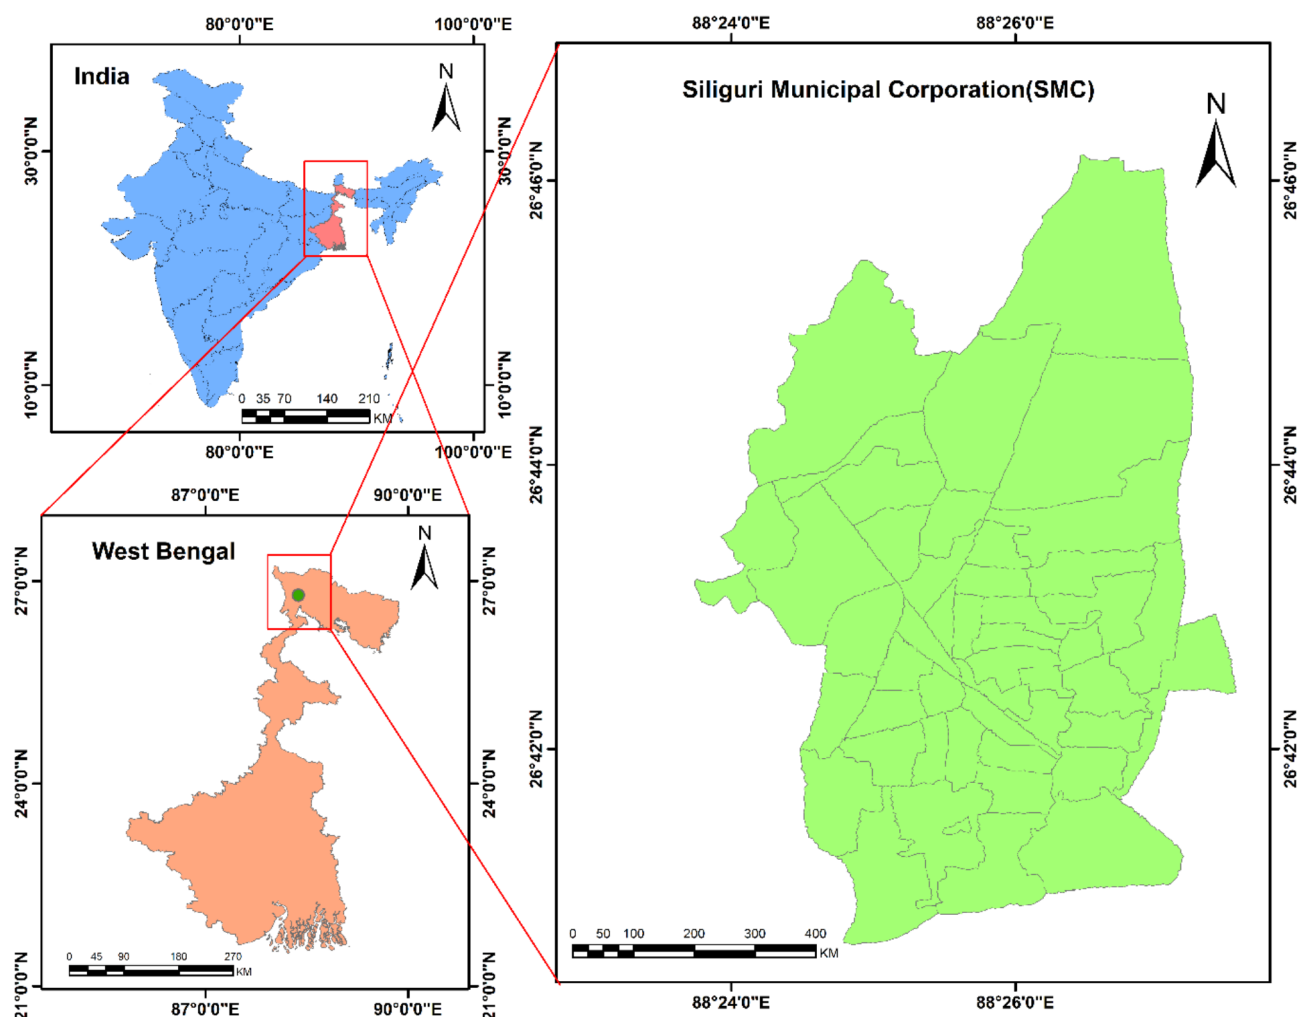 80°0'0"E 100°0'0"E
India
N
30°0'0"N
30°0'0"N
10°0'0"N
10°0'0"N
0 35 70 140 210
KM
80°0'0"E 100°0'0"E
87°0'0"E 90°0'0"E
West Bengal
N
27°0'0"N
27°0'0"N
24°0'0"N
24°0'0"N
21°0'0"N
21°0'0"N
0 45 90 180 270
KM
87°0'0"E 90°0'0"E
88°24'0"E 88°26'0"E
Siliguri Municipal Corporation(SMC)
N
26°46'0"N
26°46'0"N
26°44'0"N
26°44'0"N
26°42'0"N
26°42'0"N
0 50 100 200 300 400
KM
88°24'0"E 88°26'0"E